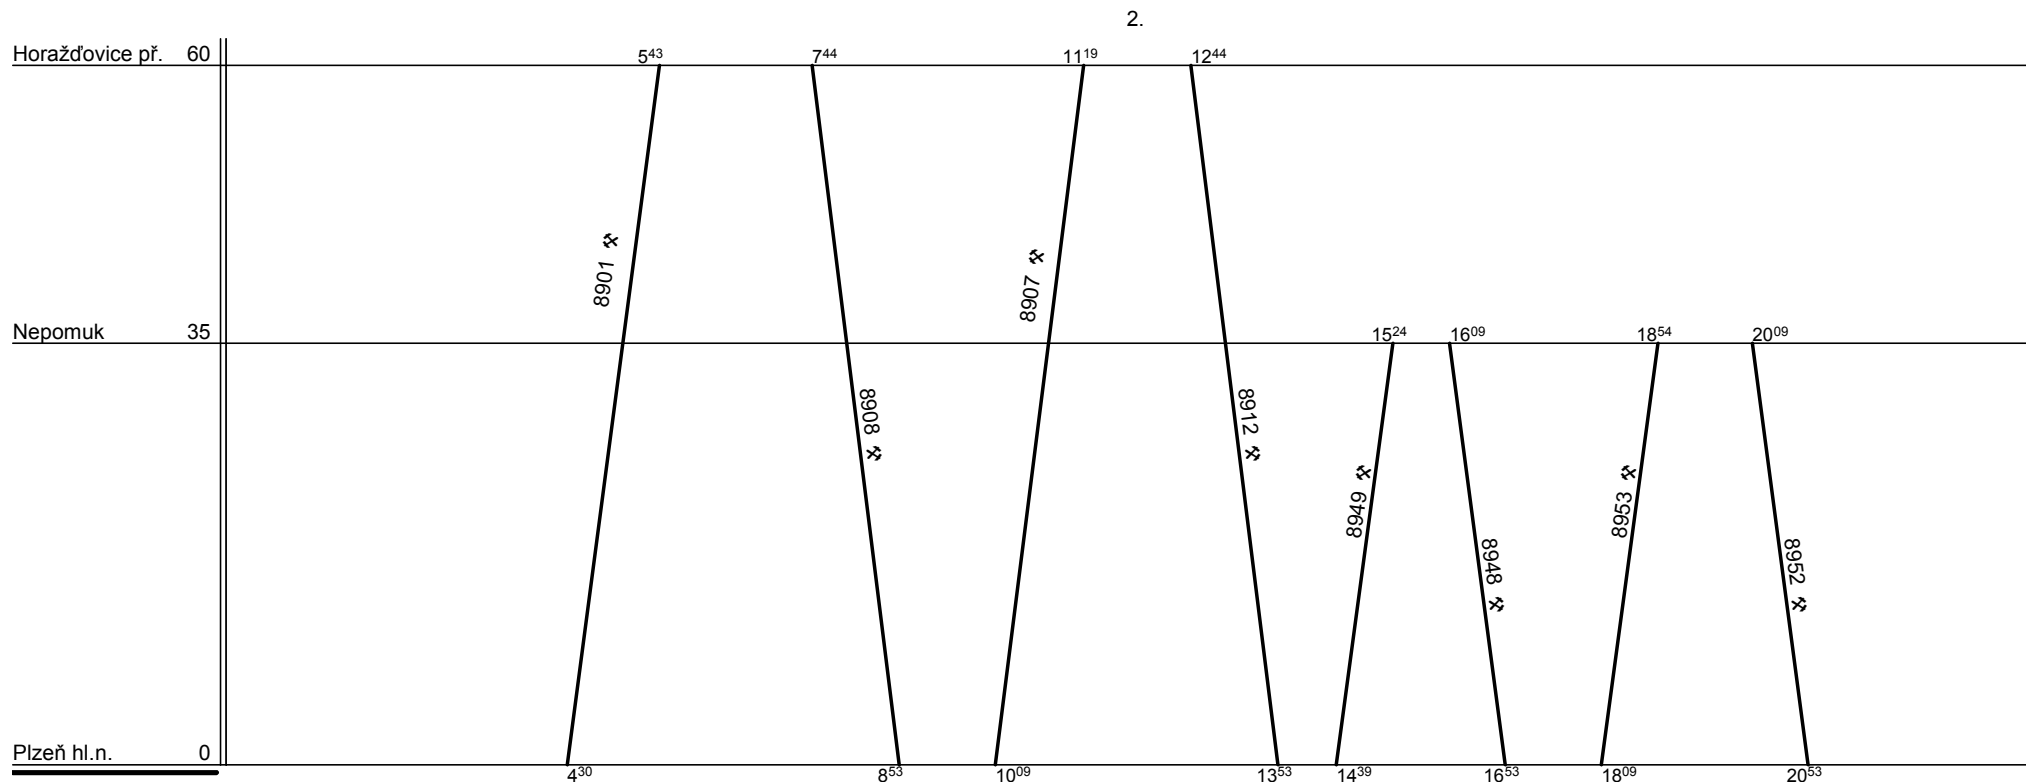 2.
Horažďovice př. 60 5⁴³ 7⁴⁴ 11¹⁹ 12⁴⁴
8901 ⚒
8907 ⚒
Nepomuk 35 15²⁴ 16⁰⁹ 18⁵⁴ 20⁰⁹
8908 ⚒
8912 ⚒
8949 ⚒
8953 ⚒
8948 ⚒
8952 ⚒
Plzeň hl.n. 0
4³⁰ 8⁵³ 10⁰⁹ 13⁵³ 14³⁹ 16⁵³ 18⁰⁹ 20⁵³